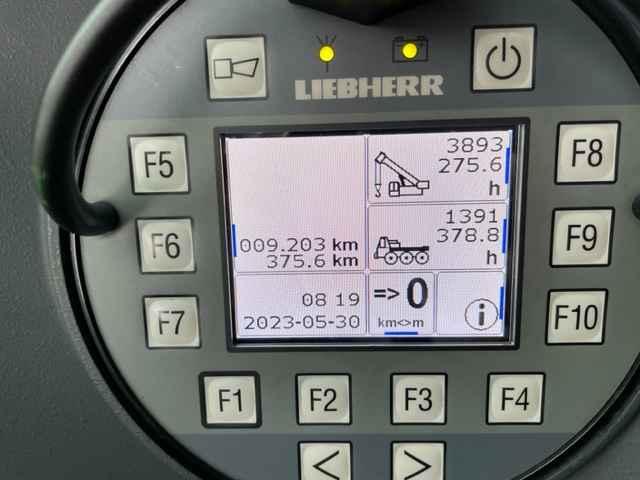 LIEBHERR
F5
F6
F7
F8
F9
F10
3893
275.6
h
1391
378.8
h
009.203 km
375.6 km
08 19
2023-05-30
=> 0
km<>m
i
F1 F2 F3 F4
< >